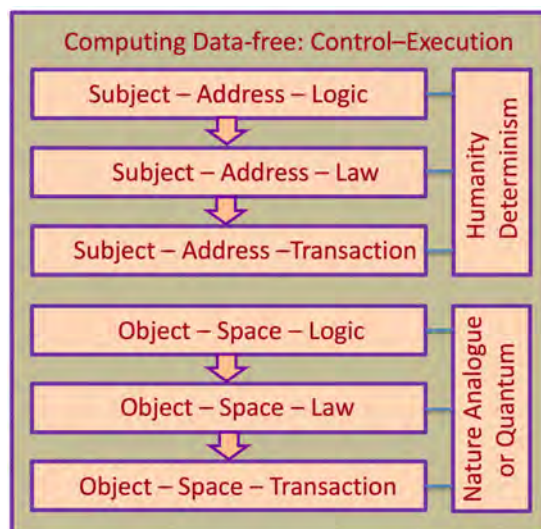 Computing Data-free: Control–Execution
Subject – Address – Logic
Subject – Address – Law
Subject – Address –Transaction
Humanity
Determinism
Object – Space – Logic
Object – Space – Law
Object – Space – Transaction
Nature Analogue
or Quantum